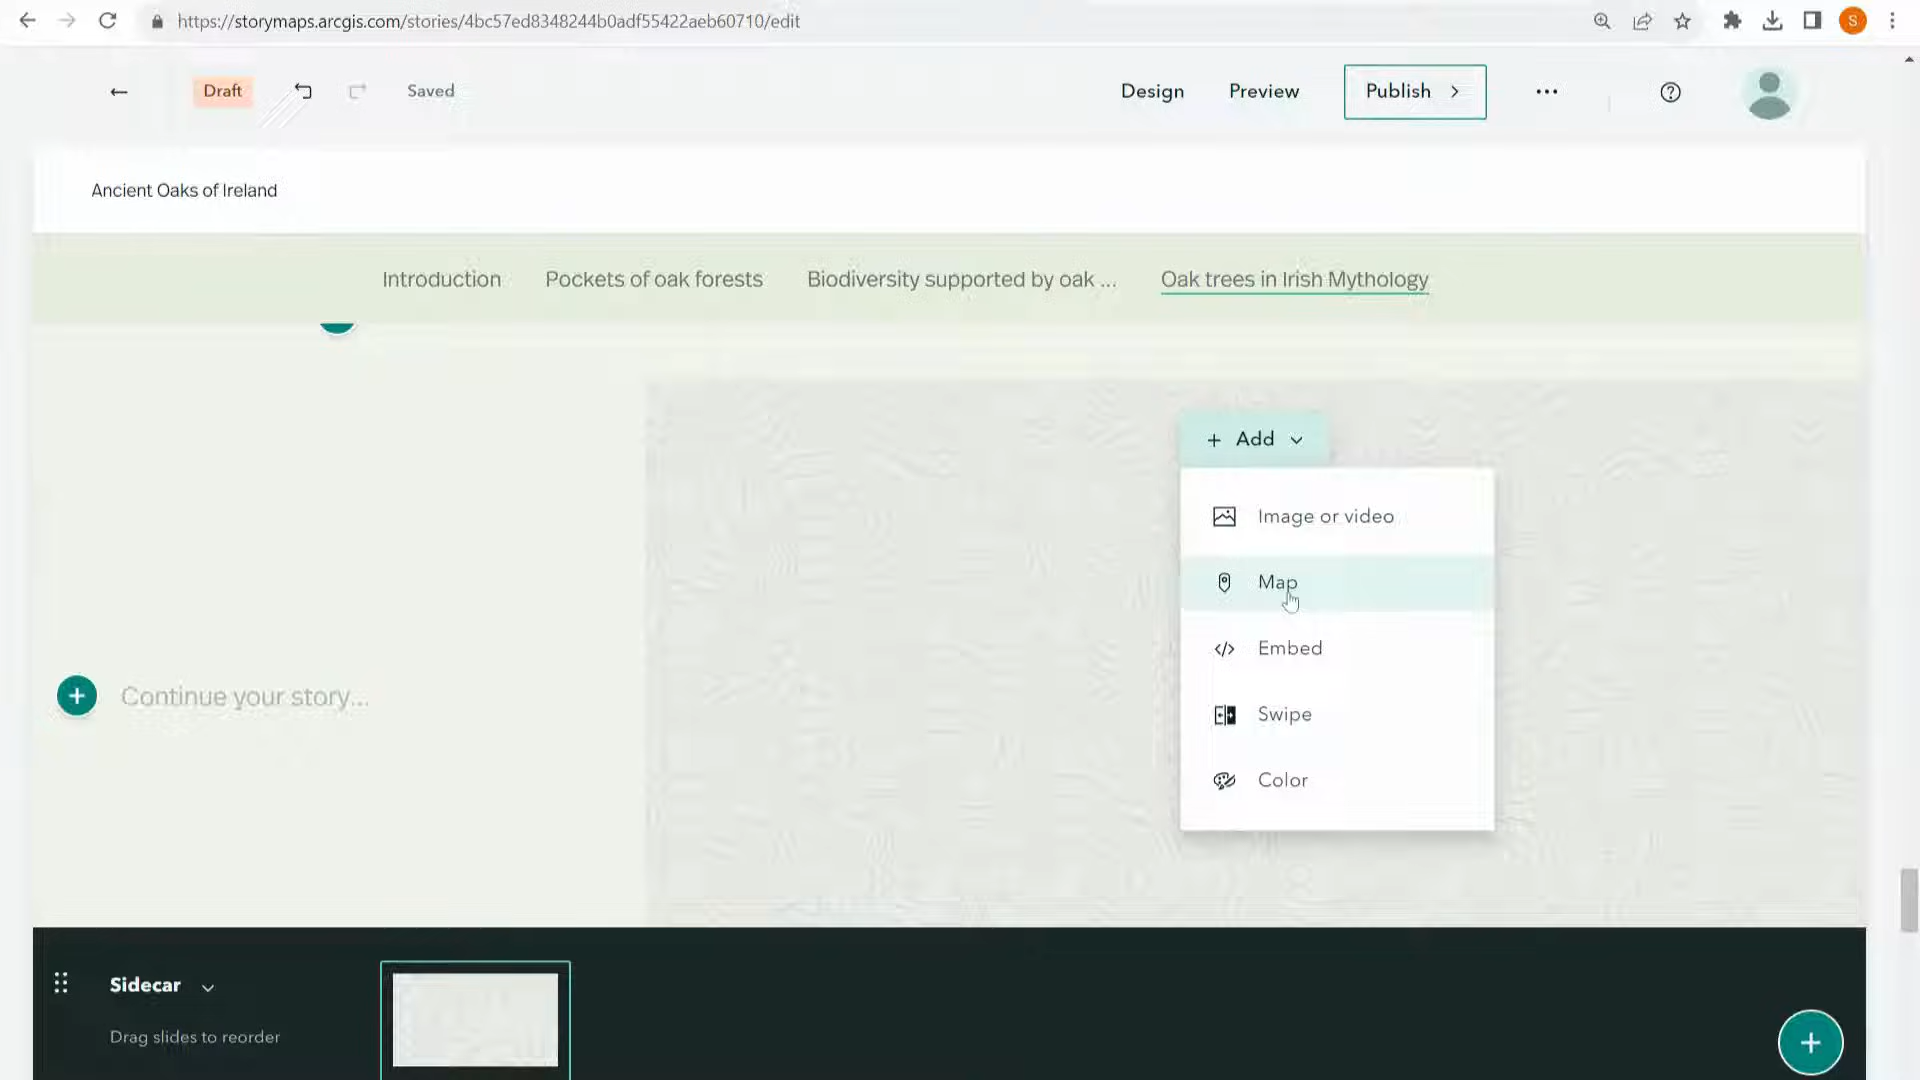 https://storymaps.arcgis.com/stories/4bc57ed8348244b0adf55422aeb60710/edit
S
Draft
Saved
Design
Preview
Publish
Ancient Oaks of Ireland
Introduction
Pockets of oak forests
Biodiversity supported by oak ...
Oak trees in Irish Mythology
+ Add
Image or video
Map
Embed
Swipe
Color
Continue your story...
Sidecar
Drag slides to reorder